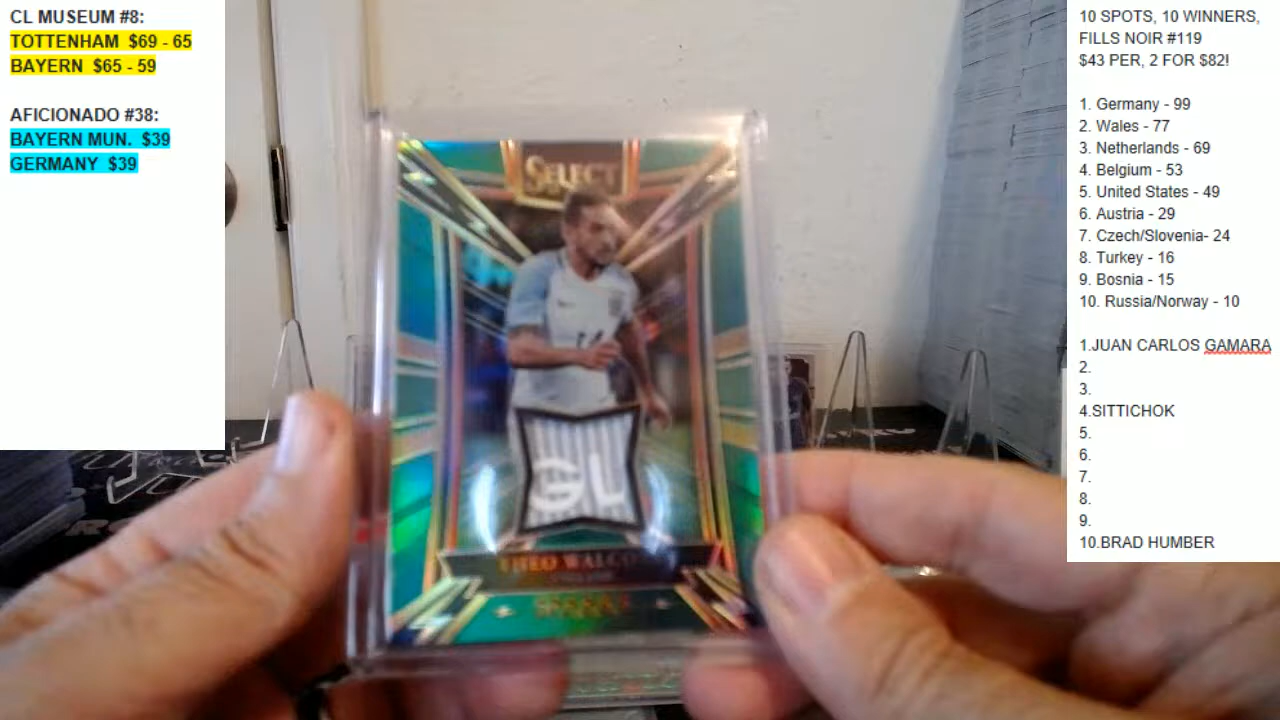 CL MUSEUM #8:
TOTTENHAM $69 - 65
BAYERN $65 - 59
AFICIONADO #38:
BAYERN MUN. $39
GERMANY $39
SELECT
GL
THEO WALCO
10 SPOTS, 10 WINNERS,
FILLS NOIR #119
$43 PER, 2 FOR $82!
1. Germany - 99
2. Wales - 77
3. Netherlands - 69
4. Belgium - 53
5. United States - 49
6. Austria - 29
7. Czech/Slovenia- 24
8. Turkey - 16
9. Bosnia - 15
10. Russia/Norway - 10
1.JUAN CARLOS GAMARA
2.
3.
4.SITTICHOK
5.
6.
7.
8.
9.
10.BRAD HUMBER